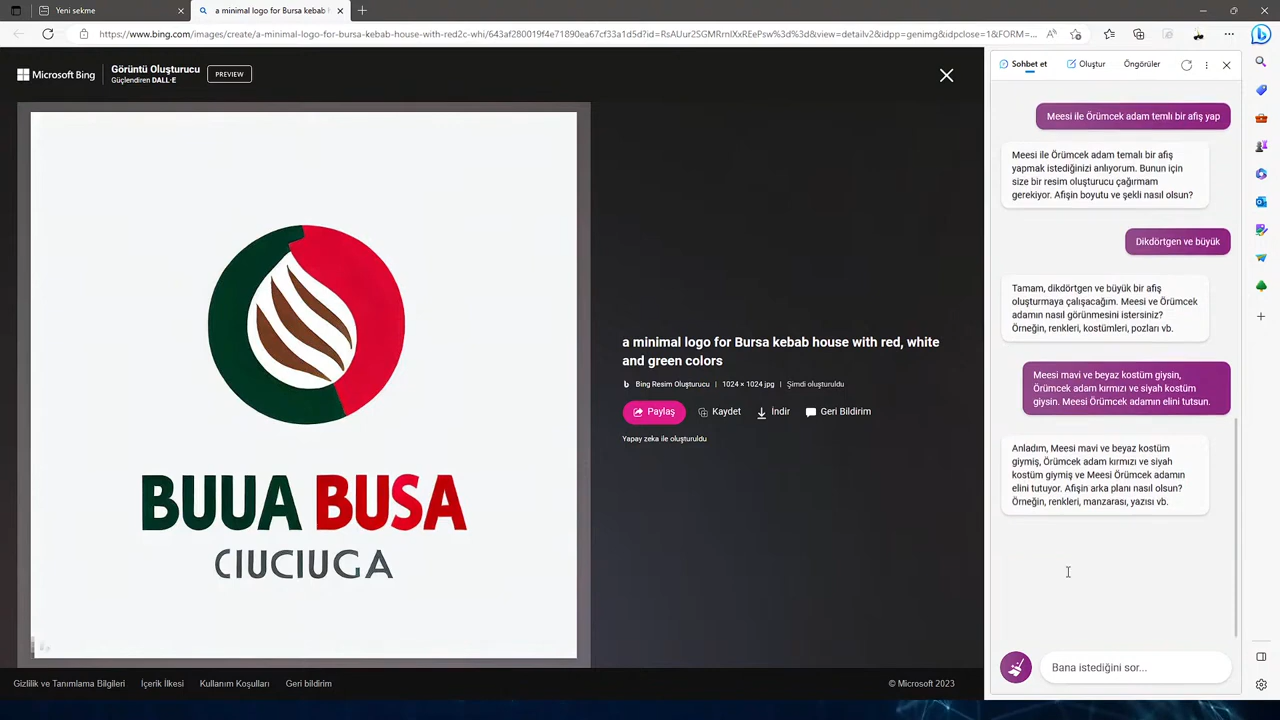 Yeni sekme
a minimal logo for Bursa kebab h
https://www.bing.com/images/create/a-minimal-logo-for-bursa-kebab-house-with-red2c-whi/643af280019f4e71890ea67cf33a1d5d?id=RsAUur2SGMRrnIXxREePsw%3d%3d&view=detailv2&idpp=genimg&idpclose=1&FORM=...
Microsoft Bing
Görüntü Oluşturucu
Güçlendiren DALL·E
PREVIEW
BUUA BUSA
CIUCIUGA
a minimal logo for Bursa kebab house with red, white
and green colors
Bing Resim Oluşturucu | 1024 × 1024 jpg | Şimdi oluşturuldu
Paylaş Kaydet İndir Geri Bildirim
Yapay zeka ile oluşturuldu
Gizlilik ve Tanımlama Bilgileri İçerik İlkesi Kullanım Koşulları Geri bildirim
© Microsoft 2023
Sohbet et Oluştur Öngörüler
Meesi ile Örümcek adam temlı bir afiş yap
Meesi ile Örümcek adam temalı bir afiş
yapmak istediğinizi anlıyorum. Bunun için
size bir resim oluşturucu çağırmam
gerekiyor. Afişin boyutu ve şekli nasıl olsun?
Dikdörtgen ve büyük
Tamam, dikdörtgen ve büyük bir afiş
oluşturmaya çalışacağım. Meesi ve Örümcek
adamın nasıl görünmesini istersiniz?
Örneğin, renkleri, kostümleri, pozları vb.
Meesi mavi ve beyaz kostüm giysin,
Örümcek adam kırmızı ve siyah kostüm
giysin. Meesi Örümcek adamın elini tutsun.
Anladım, Meesi mavi ve beyaz kostüm
giymiş, Örümcek adam kırmızı ve siyah
kostüm giymiş ve Meesi Örümcek adamın
elini tutuyor. Afişin arka planı nasıl olsun?
Örneğin, renkleri, manzarası, yazısı vb.
Bana istediğini sor...